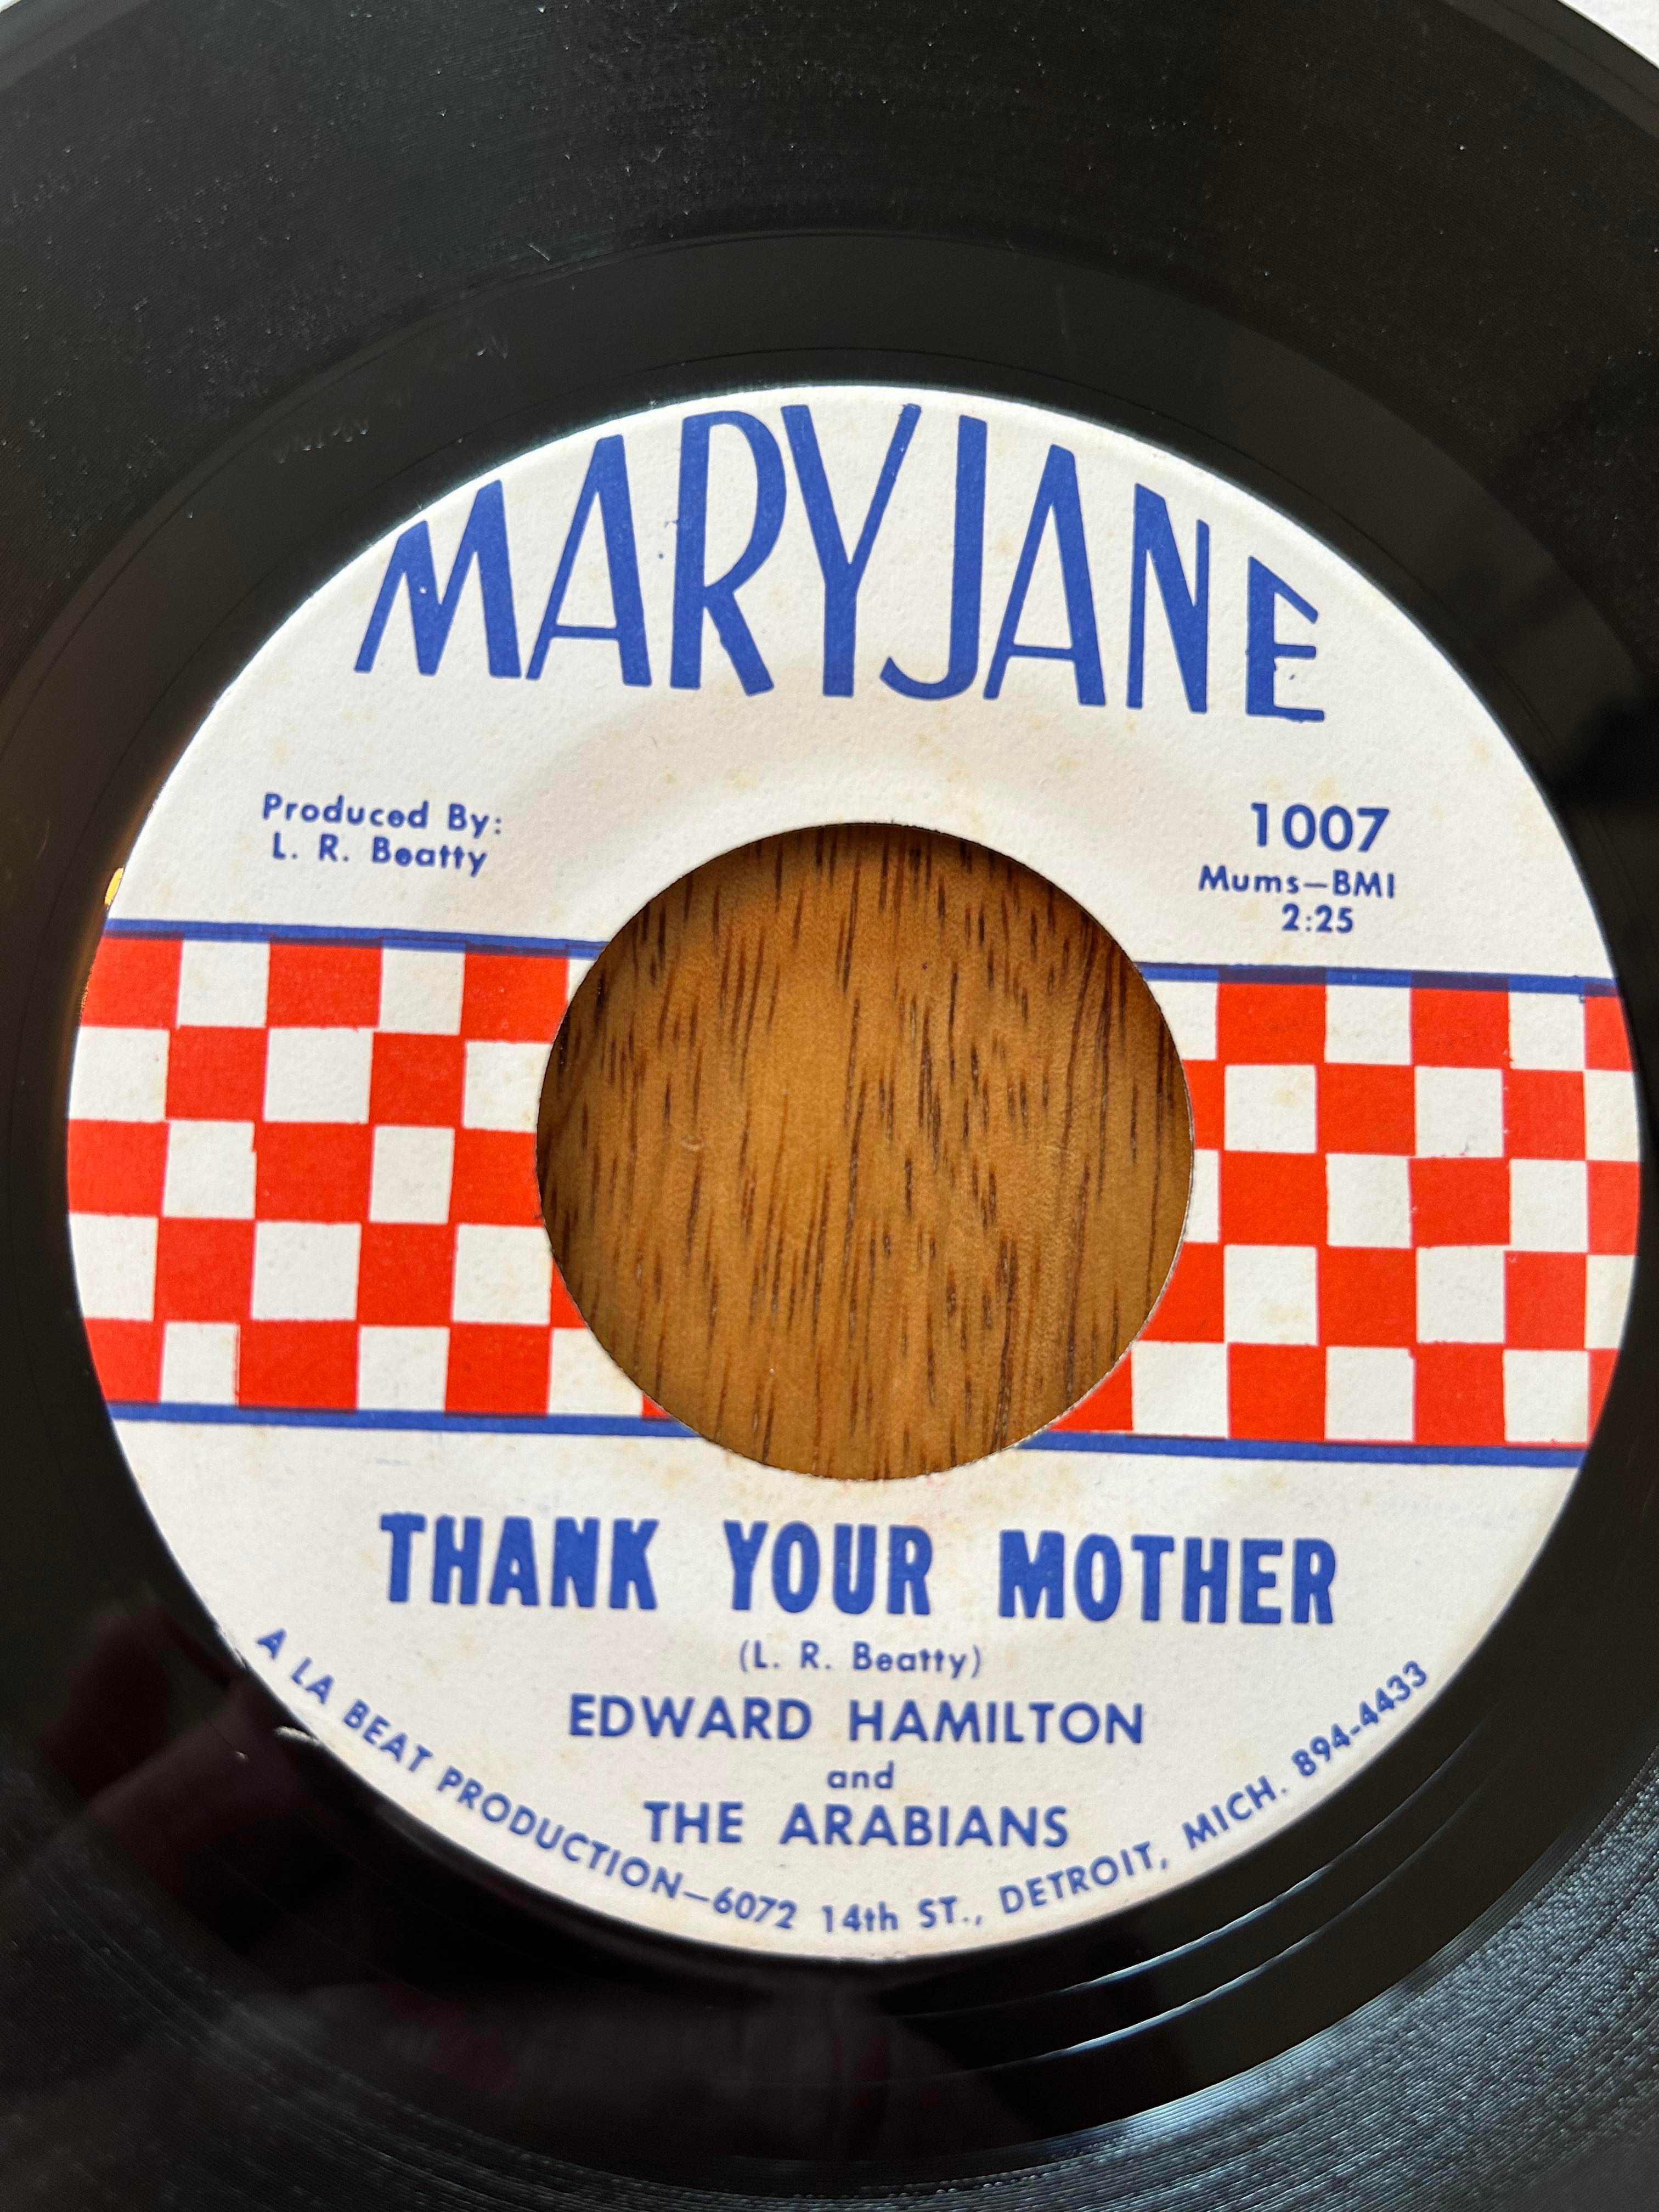 MARYJANE
Produced By:
L. R. Beatty
1007
Mums—BMI
2:25
THANK YOUR MOTHER
(L. R. Beatty)
EDWARD HAMILTON
and
THE ARABIANS
A LA BEAT PRODUCTION—6072 14th ST., DETROIT, MICH. 894-4433